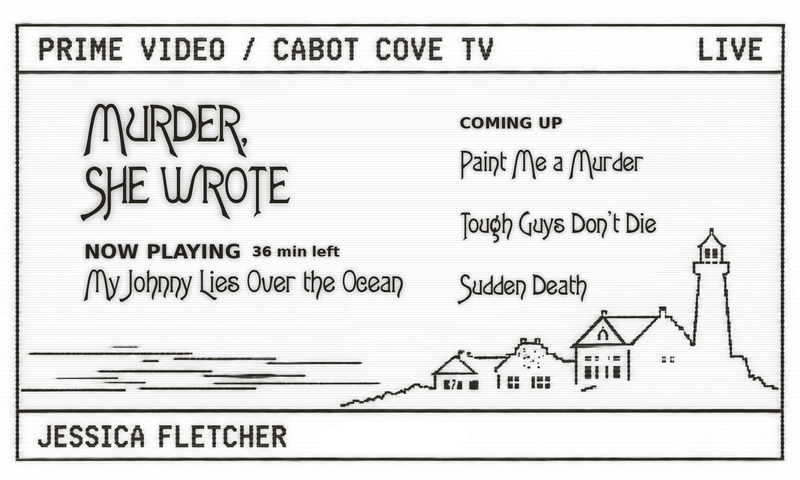 PRIME VIDEO / CABOT COVE TV
LIVE
MURDER,
SHE WROTE
NOW PLAYING 36 min left
My Johnny Lies Over the Ocean
COMING UP
Paint Me a Murder
Tough Guys Don't Die
Sudden Death
JESSICA FLETCHER